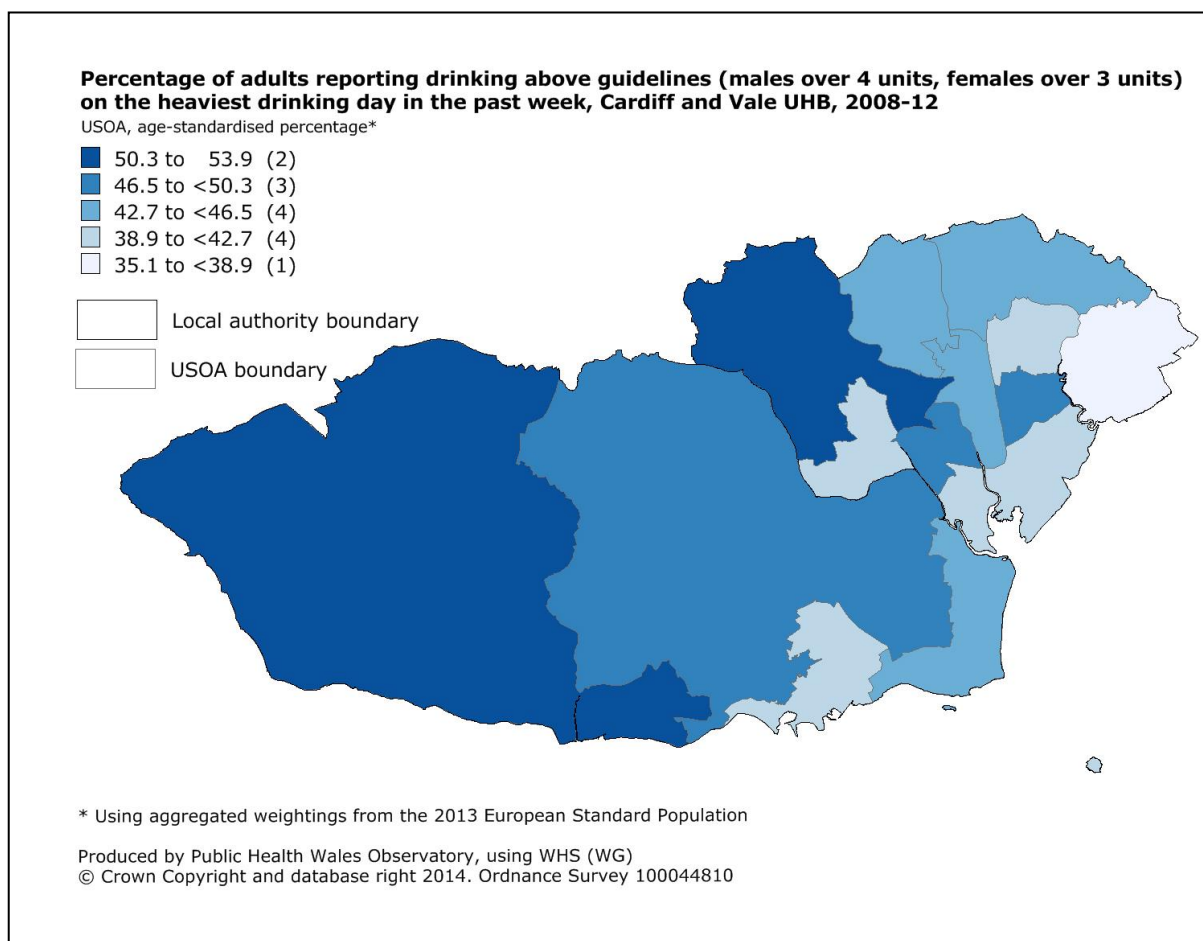 Percentage of adults reporting drinking above guidelines (males over 4 units, females over 3 units)
on the heaviest drinking day in the past week, Cardiff and Vale UHB, 2008-12
USOA, age-standardised percentage*
50.3 to 53.9 (2)
46.5 to <50.3 (3)
42.7 to <46.5 (4)
38.9 to <42.7 (4)
35.1 to <38.9 (1)
Local authority boundary
USOA boundary
* Using aggregated weightings from the 2013 European Standard Population
Produced by Public Health Wales Observatory, using WHS (WG)
© Crown Copyright and database right 2014. Ordnance Survey 100044810